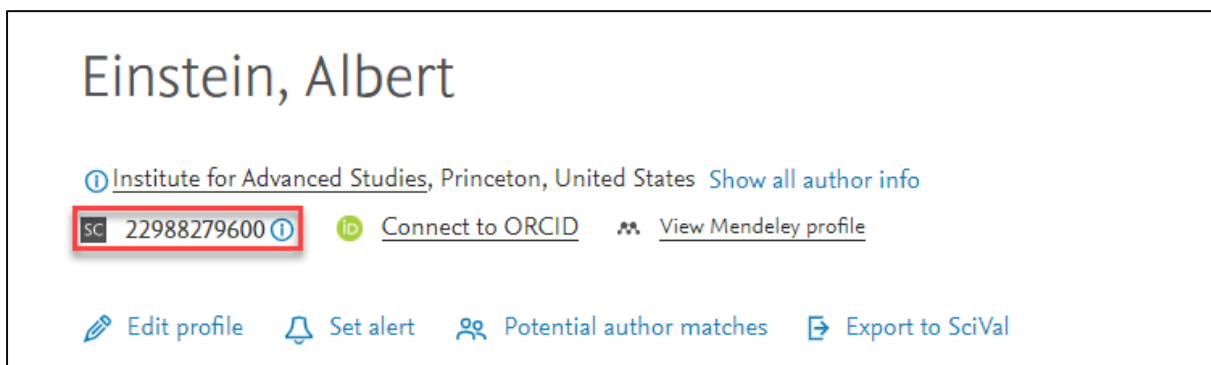 Einstein, Albert
Institute for Advanced Studies, Princeton, United States Show all author info
SC 22988279600 iD Connect to ORCID View Mendeley profile
Edit profile Set alert Potential author matches Export to SciVal